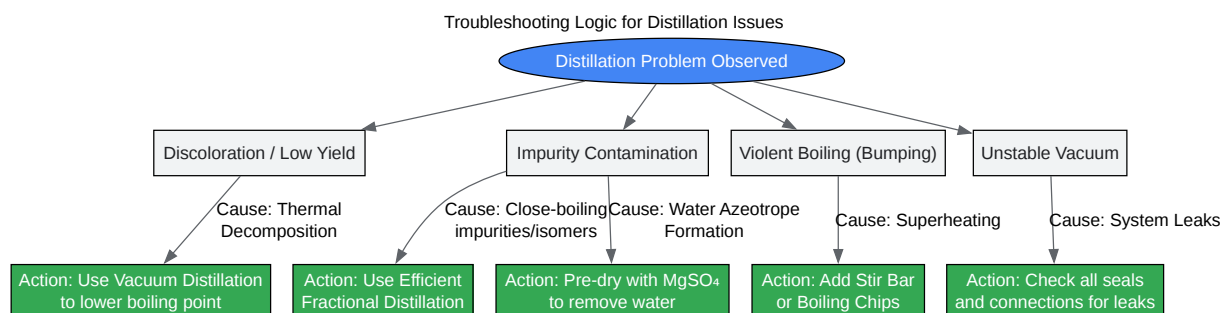 Troubleshooting Logic for Distillation Issues
Distillation Problem Observed
Discoloration / Low Yield
Impurity Contamination
Violent Boiling (Bumping)
Unstable Vacuum
Cause: Thermal
Decomposition
Cause: Close-boiling
impurities/isomers
Cause: Water Azeotrope
Formation
Cause: Superheating
Cause: System Leaks
Action: Use Vacuum Distillation
to lower boiling point
Action: Use Efficient
Fractional Distillation
Action: Pre-dry with MgSO₄
to remove water
Action: Add Stir Bar
or Boiling Chips
Action: Check all seals
and connections for leaks